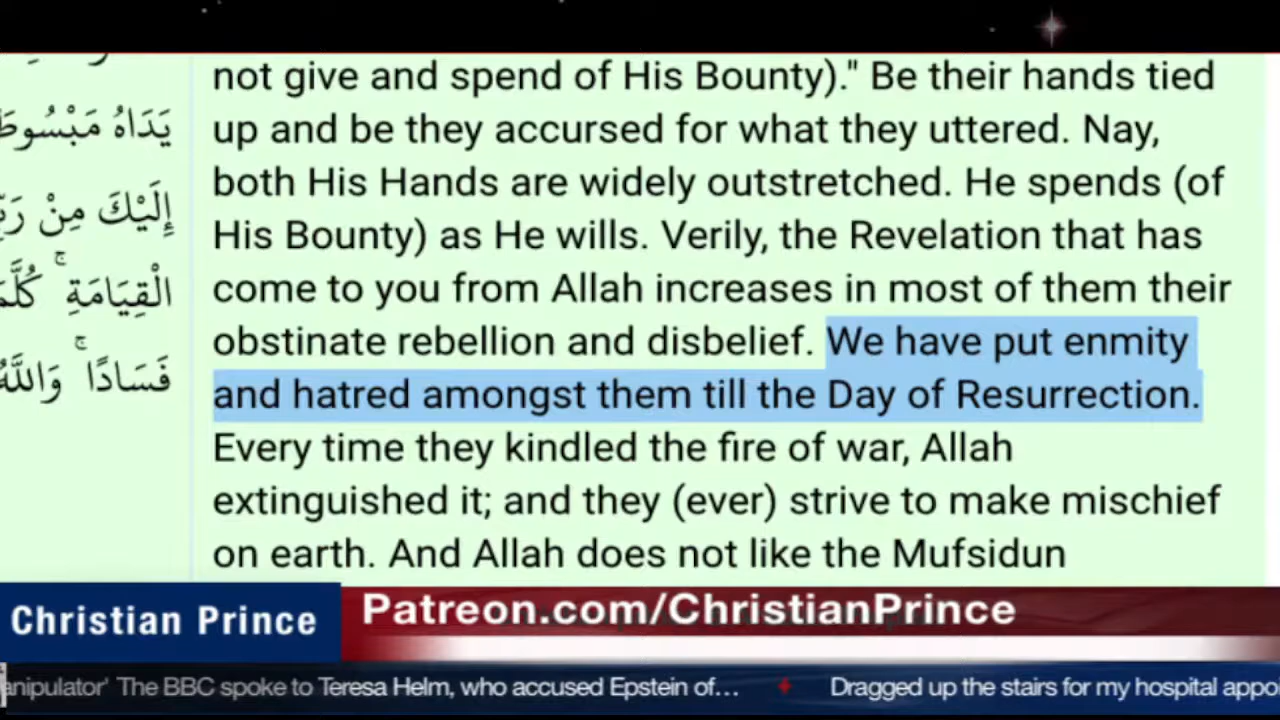 not give and spend of His Bounty)." Be their hands tied
up and be they accursed for what they uttered. Nay,
both His Hands are widely outstretched. He spends (of
His Bounty) as He wills. Verily, the Revelation that has
come to you from Allah increases in most of them their
obstinate rebellion and disbelief. We have put enmity
and hatred amongst them till the Day of Resurrection.
Every time they kindled the fire of war, Allah
extinguished it; and they (ever) strive to make mischief
on earth. And Allah does not like the Mufsidun
يَدَاهُ
إِلَيْكَ مِنْ
الْقِيَامَةِ ۚ
فَسَادًا ۚ وَاللَّهُ
Christian Prince
Patreon.com/ChristianPrince
The BBC spoke to Teresa Helm, who accused Epstein of...
Dragged up the stairs for my hospital